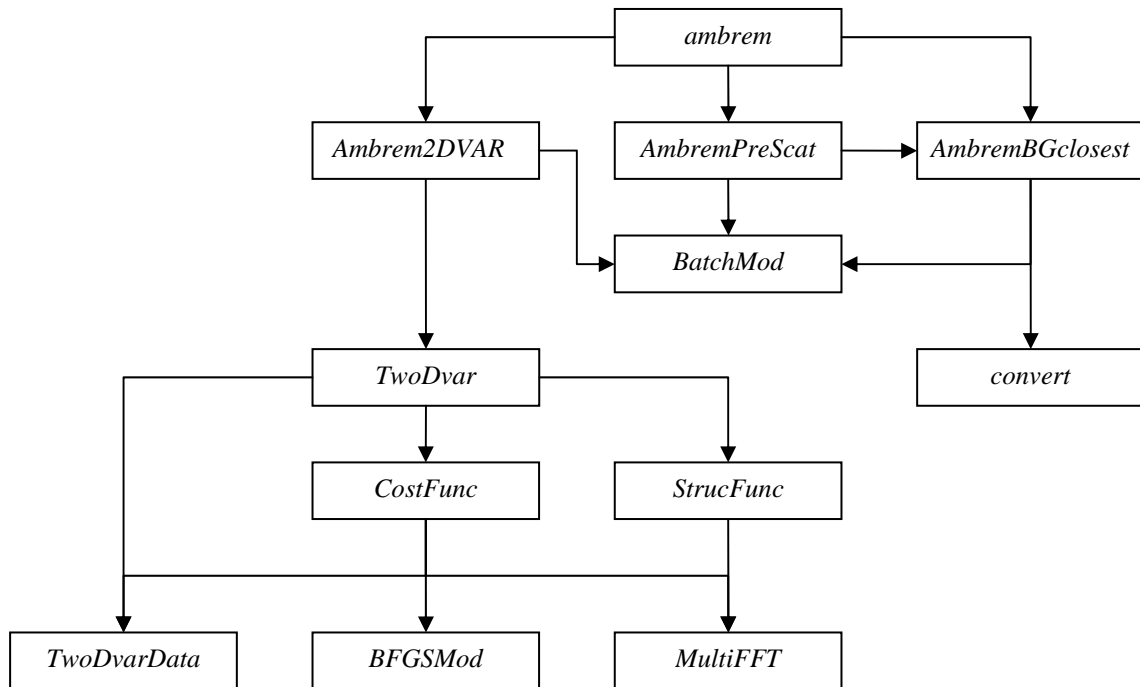 ambrem
Ambrem2DVAR
AmbremPreScat
AmbremBGclosest
BatchMod
TwoDvar
convert
CostFunc
StrucFunc
TwoDvarData
BFGSMod
MultiFFT